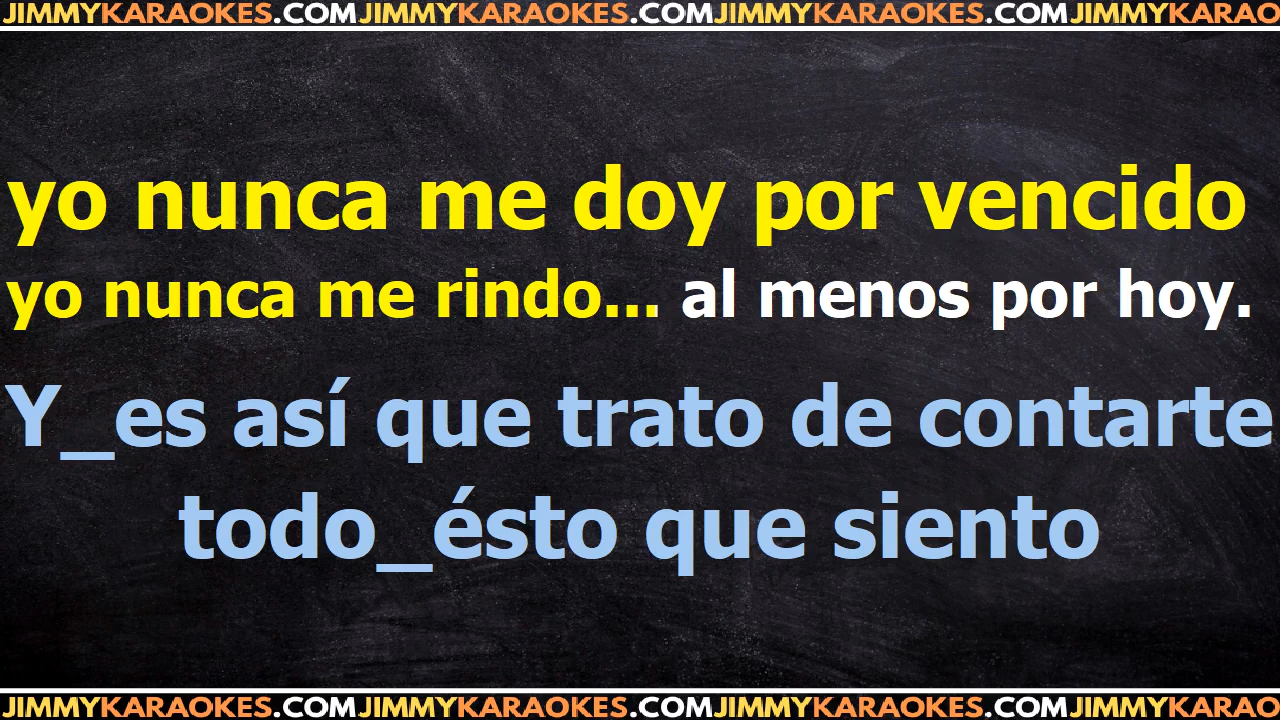 JIMMYKARAOKES.COMJIMMYKARAOKES.COMJIMMYKARAOKES.COMJIMMYKARAO
yo nunca me doy por vencido
yo nunca me rindo... al menos por hoy.
Y_es así que trato de contarte
todo_ésto que siento
JIMMYKARAOKES.COMJIMMYKARAOKES.COMJIMMYKARAOKES.COMJIMMYKARAO